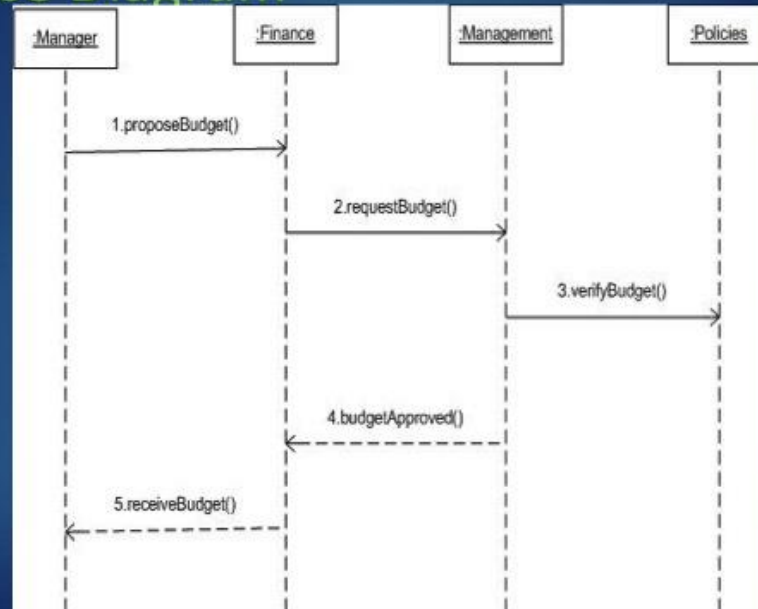 :Manager
:Finance
:Management
:Policies
1.proposeBudget()
2.requestBudget()
3.verifyBudget()
4.budgetApproved()
5.receiveBudget()